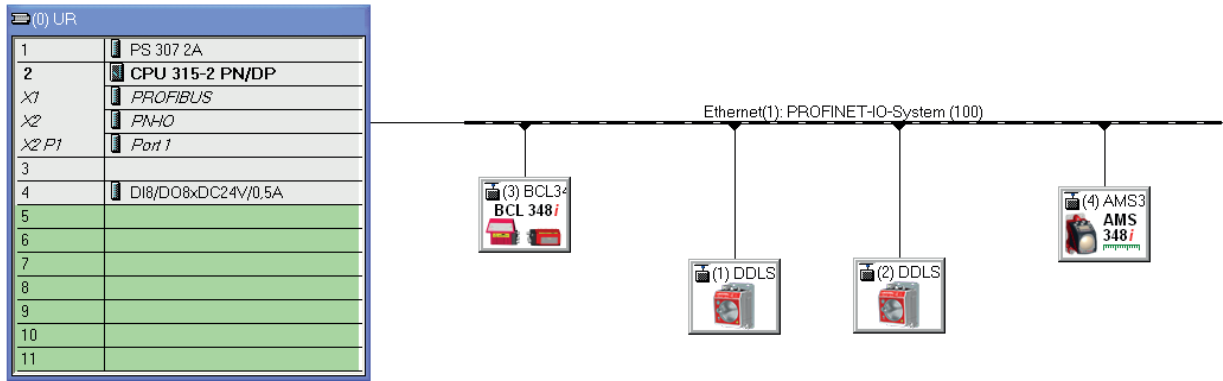 (0) UR
1 PS 307 2A
2 CPU 315-2 PN/DP
X1 PROFIBUS
X2 PN-IO
X2 P1 Port 1
3
4 DI8/DO8xDC24V/0,5A
5
6
7
8
9
10
11
Ethernet(1): PROFINET-IO-System (100)
(3) BCL34
BCL 348i
(1) DDLS
(2) DDLS
(4) AMS3
AMS
348i